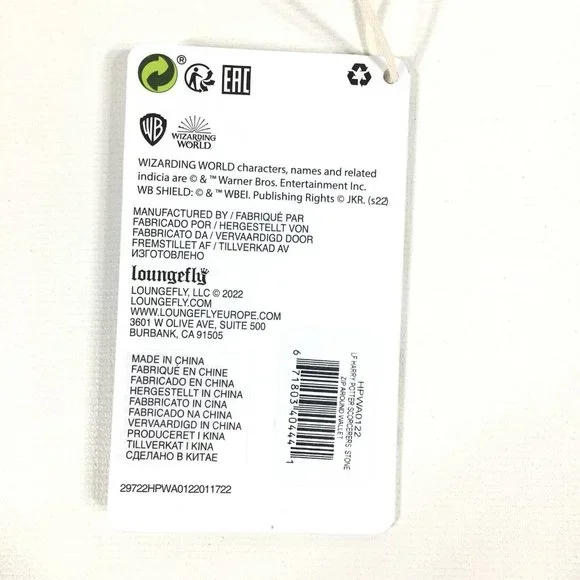 ®
EAC
WB
WIZARDING
WORLD
WIZARDING WORLD characters, names and related
indicia are © & ™ Warner Bros. Entertainment Inc.
WB SHIELD: © & ™ WBEI. Publishing Rights © JKR. (s22)
MANUFACTURED BY / FABRIQUÉ PAR
FABRICADO POR / HERGESTELLT VON
FABBRICATO DA / VERVAARDIGD DOOR
FREMSTILLET AF / TILLVERKAD AV
ИЗГОТОВЛЕНО
loungefly
LOUNGEFLY, LLC © 2022
LOUNGEFLY.COM
WWW.LOUNGEFLYEUROPE.COM
3601 W OLIVE AVE, SUITE 500
BURBANK, CA 91505
MADE IN CHINA
FABRIQUÉ EN CHINE
FABRICADO EN CHINA
HERGESTELLT IN CHINA
FABBRICATO IN CINA
FABRICADO NA CHINA
VERVAARDIGD IN CHINA
PRODUCERET I KINA
TILLVERKAT I KINA
СДЕЛАНО В КИТАЕ
29722HPWA0122011722
HPWA0122
LF HARRY POTTER SCORCERERS STONE
ZIP AROUND WALLET
6 71803 40444 1